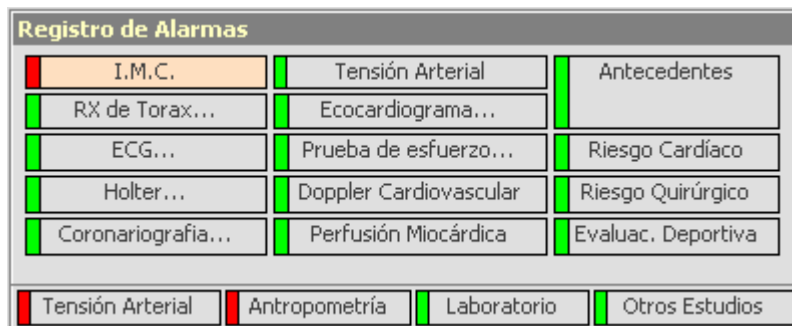 Registro de Alarmas
I.M.C. Tensión Arterial Antecedentes
RX de Torax... Ecocardiograma...
ECG... Prueba de esfuerzo... Riesgo Cardíaco
Holter... Doppler Cardiovascular Riesgo Quirúrgico
Coronariografia... Perfusión Miocárdica Evaluac. Deportiva
Tensión Arterial Antropometría Laboratorio Otros Estudios